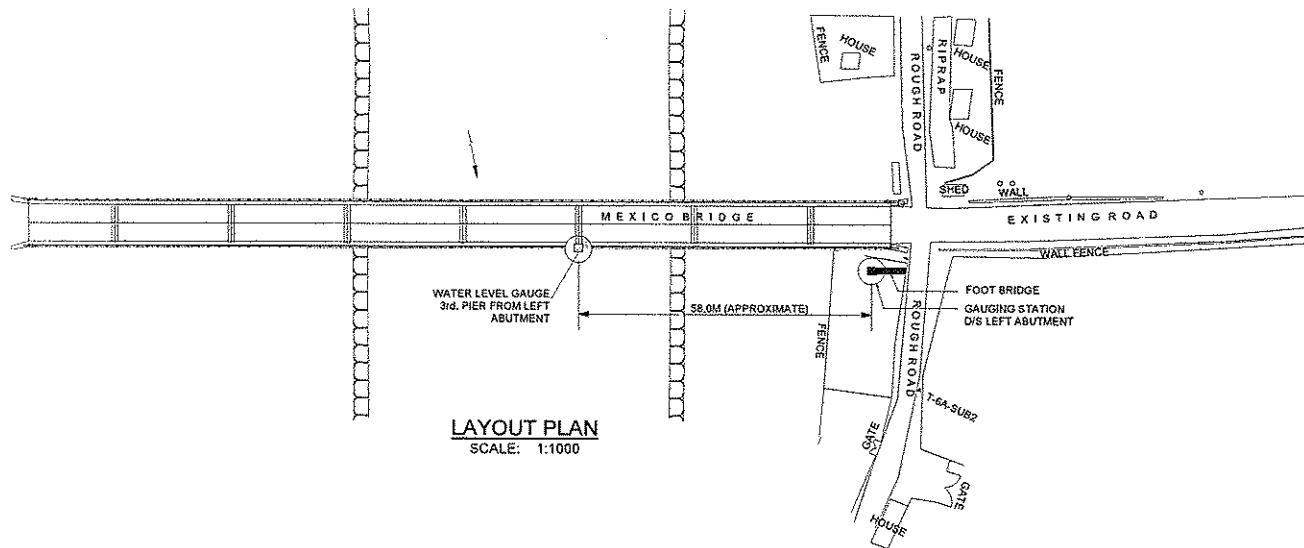 FENCE
HOUSE
ROUGH ROAD
RIPRAP
HOUSE
FENCE
HOUSE
SHED
WALL
MEXICO BRIDGE
EXISTING ROAD
WALL FENCE
WATER LEVEL GAUGE
3rd. PIER FROM LEFT
ABUTMENT
58.0M (APPROXIMATE)
FOOT BRIDGE
GAUGING STATION
D/S LEFT ABUTMENT
FENCE
ROUGH ROAD
T-6A-SUB2
LAYOUT PLAN
SCALE: 1:1000
GATE
GATE
HOUSE